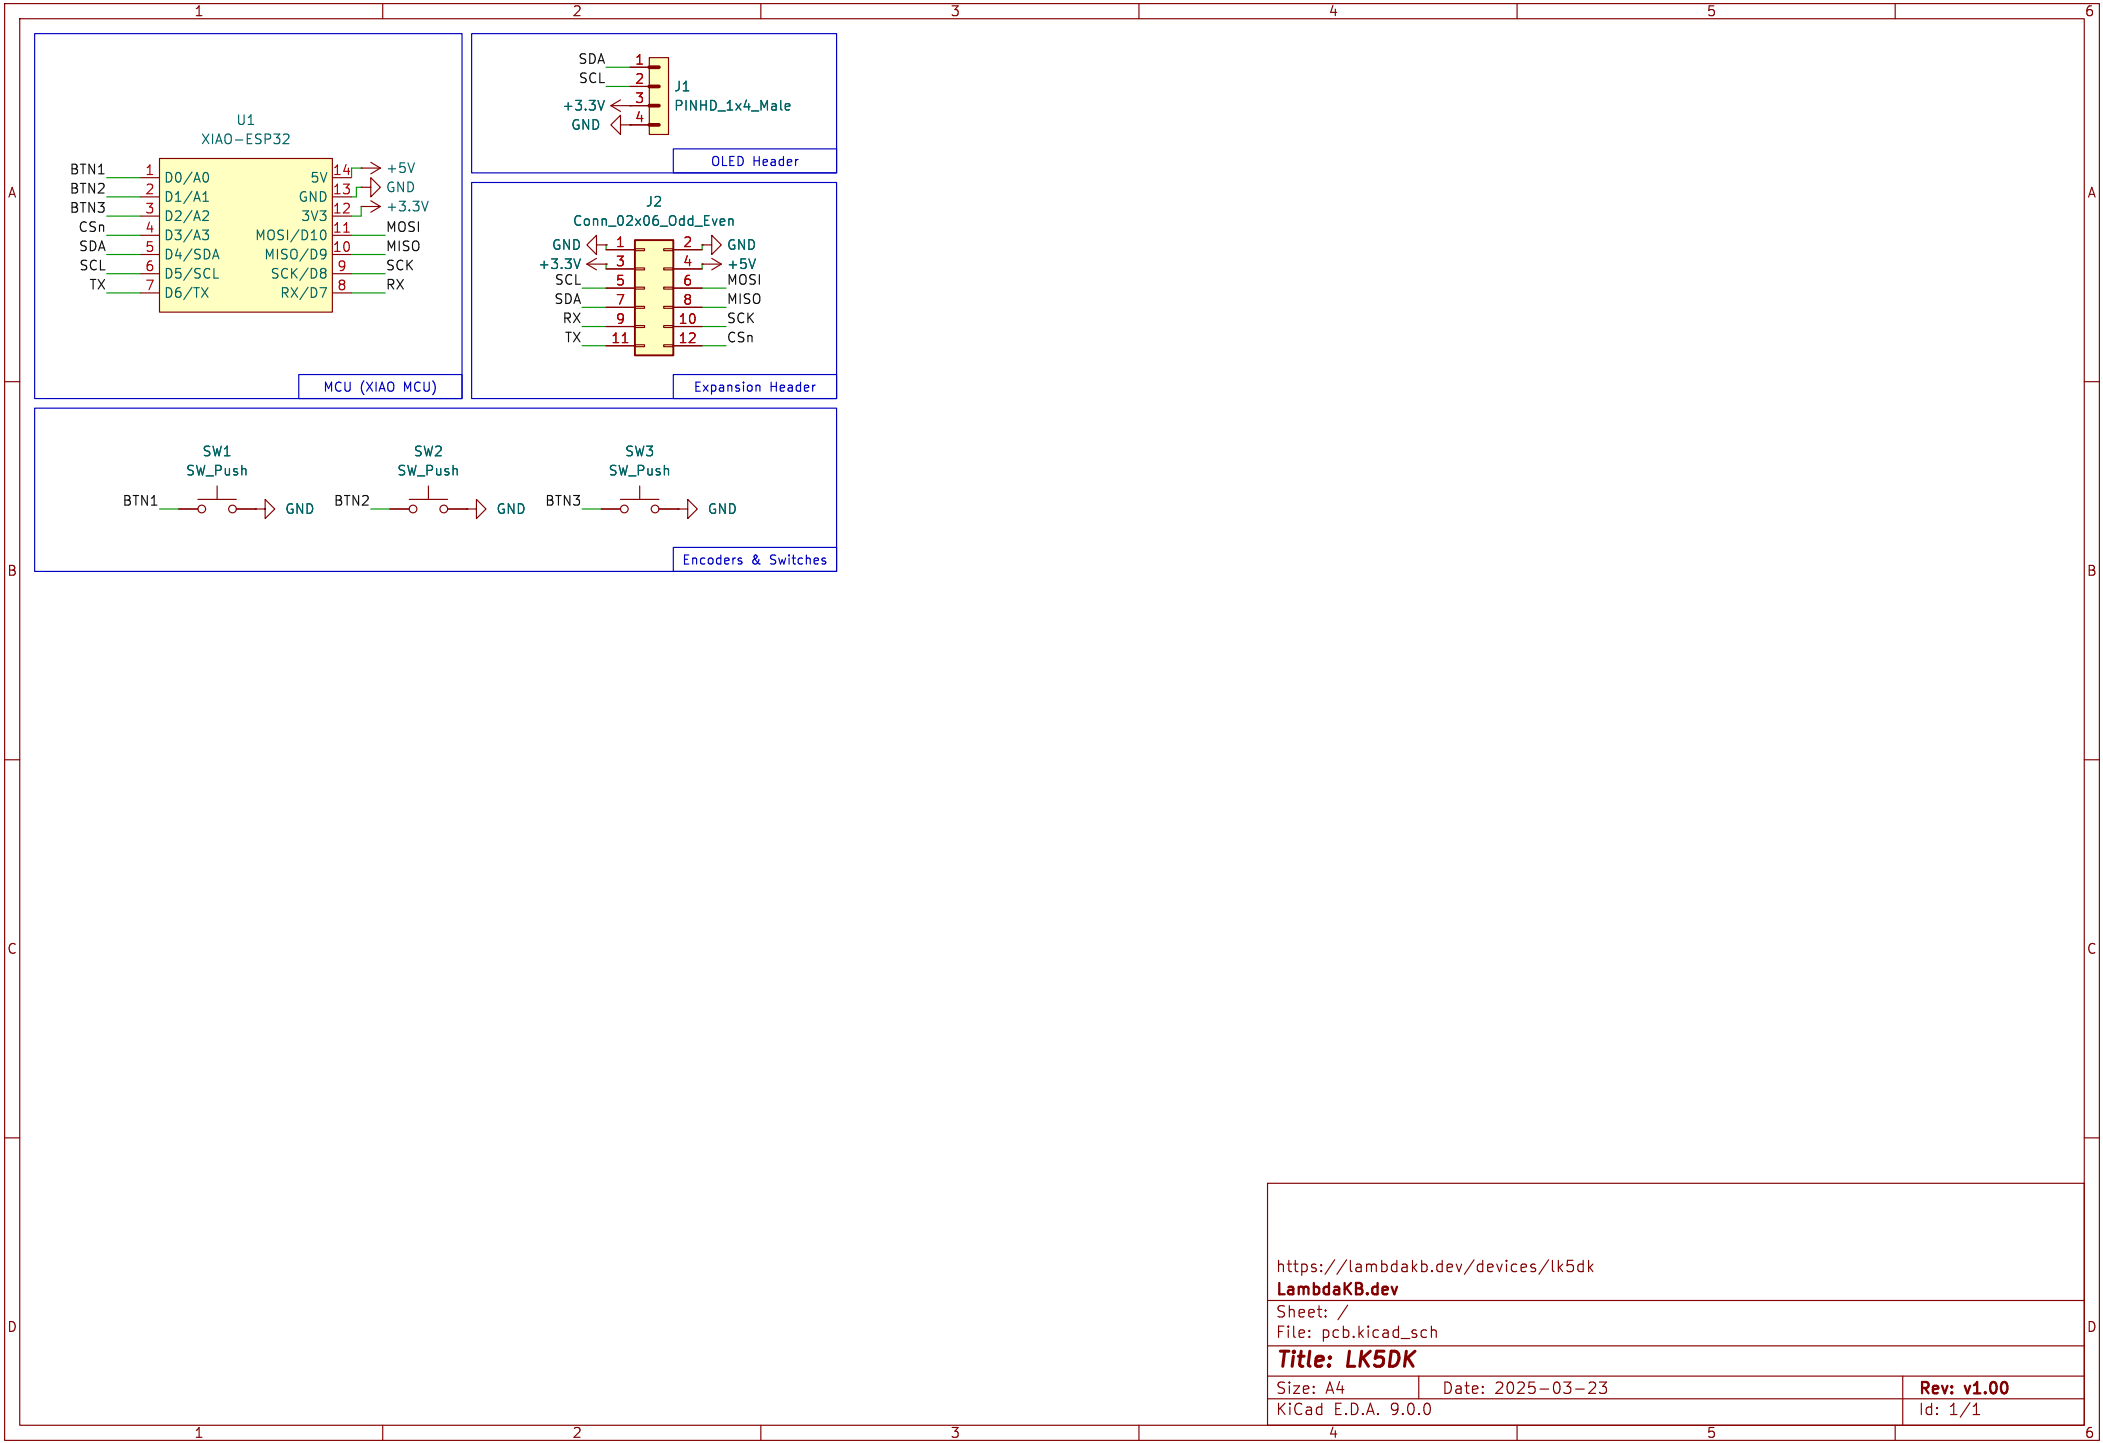 1 2 3 4 5 6
A A
B B
C C
D D
U1
XIAO-ESP32
BTN1 1 D0/A0 5V 14 +5V
BTN2 2 D1/A1 GND 13 GND
BTN3 3 D2/A2 3V3 12 +3.3V
CSn 4 D3/A3 MOSI/D10 11 MOSI
SDA 5 D4/SDA MISO/D9 10 MISO
SCL 6 D5/SCL SCK/D8 9 SCK
TX 7 D6/TX RX/D7 8 RX
MCU (XIAO MCU)
SDA 1
SCL 2
+3.3V 3
GND 4
J1
PINHD_1x4_Male
OLED Header
J2
Conn_02x06_Odd_Even
GND 1 2 GND
+3.3V 3 4 +5V
SCL 5 6 MOSI
SDA 7 8 MISO
RX 9 10 SCK
TX 11 12 CSn
Expansion Header
SW1
SW_Push
BTN1 GND
SW2
SW_Push
BTN2 GND
SW3
SW_Push
BTN3 GND
Encoders & Switches
https://lambdakb.dev/devices/lk5dk
LambdaKB.dev
Sheet: /
File: pcb.kicad_sch
Title: LK5DK
Size: A4 Date: 2025-03-23 Rev: v1.00
KiCad E.D.A. 9.0.0 Id: 1/1
1 2 3 4 5 6